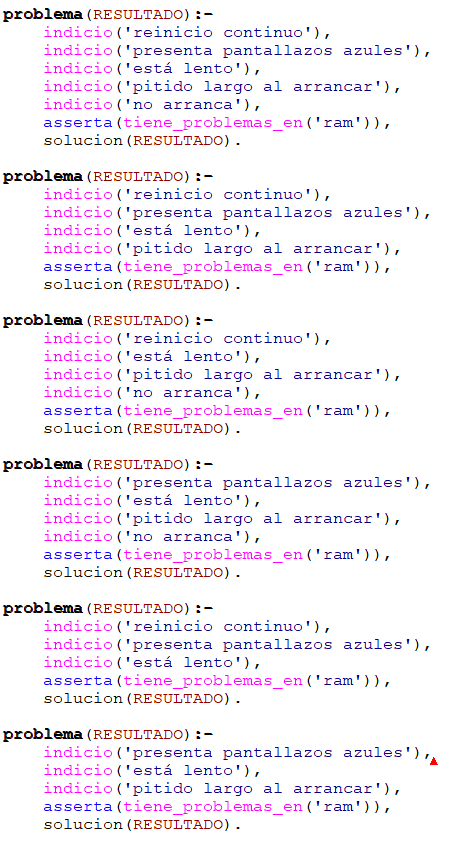 problema(RESULTADO):-
    indicio('reinicio continuo'),
    indicio('presenta pantallazos azules'),
    indicio('está lento'),
    indicio('pitido largo al arrancar'),
    indicio('no arranca'),
    asserta(tiene_problemas_en('ram')),
    solucion(RESULTADO).

problema(RESULTADO):-
    indicio('reinicio continuo'),
    indicio('presenta pantallazos azules'),
    indicio('está lento'),
    indicio('pitido largo al arrancar'),
    asserta(tiene_problemas_en('ram')),
    solucion(RESULTADO).

problema(RESULTADO):-
    indicio('reinicio continuo'),
    indicio('está lento'),
    indicio('pitido largo al arrancar'),
    indicio('no arranca'),
    asserta(tiene_problemas_en('ram')),
    solucion(RESULTADO).

problema(RESULTADO):-
    indicio('presenta pantallazos azules'),
    indicio('está lento'),
    indicio('pitido largo al arrancar'),
    indicio('no arranca'),
    asserta(tiene_problemas_en('ram')),
    solucion(RESULTADO).

problema(RESULTADO):-
    indicio('reinicio continuo'),
    indicio('presenta pantallazos azules'),
    indicio('está lento'),
    asserta(tiene_problemas_en('ram')),
    solucion(RESULTADO).

problema(RESULTADO):-
    indicio('presenta pantallazos azules'),
    indicio('está lento'),
    indicio('pitido largo al arrancar'),
    asserta(tiene_problemas_en('ram')),
    solucion(RESULTADO).